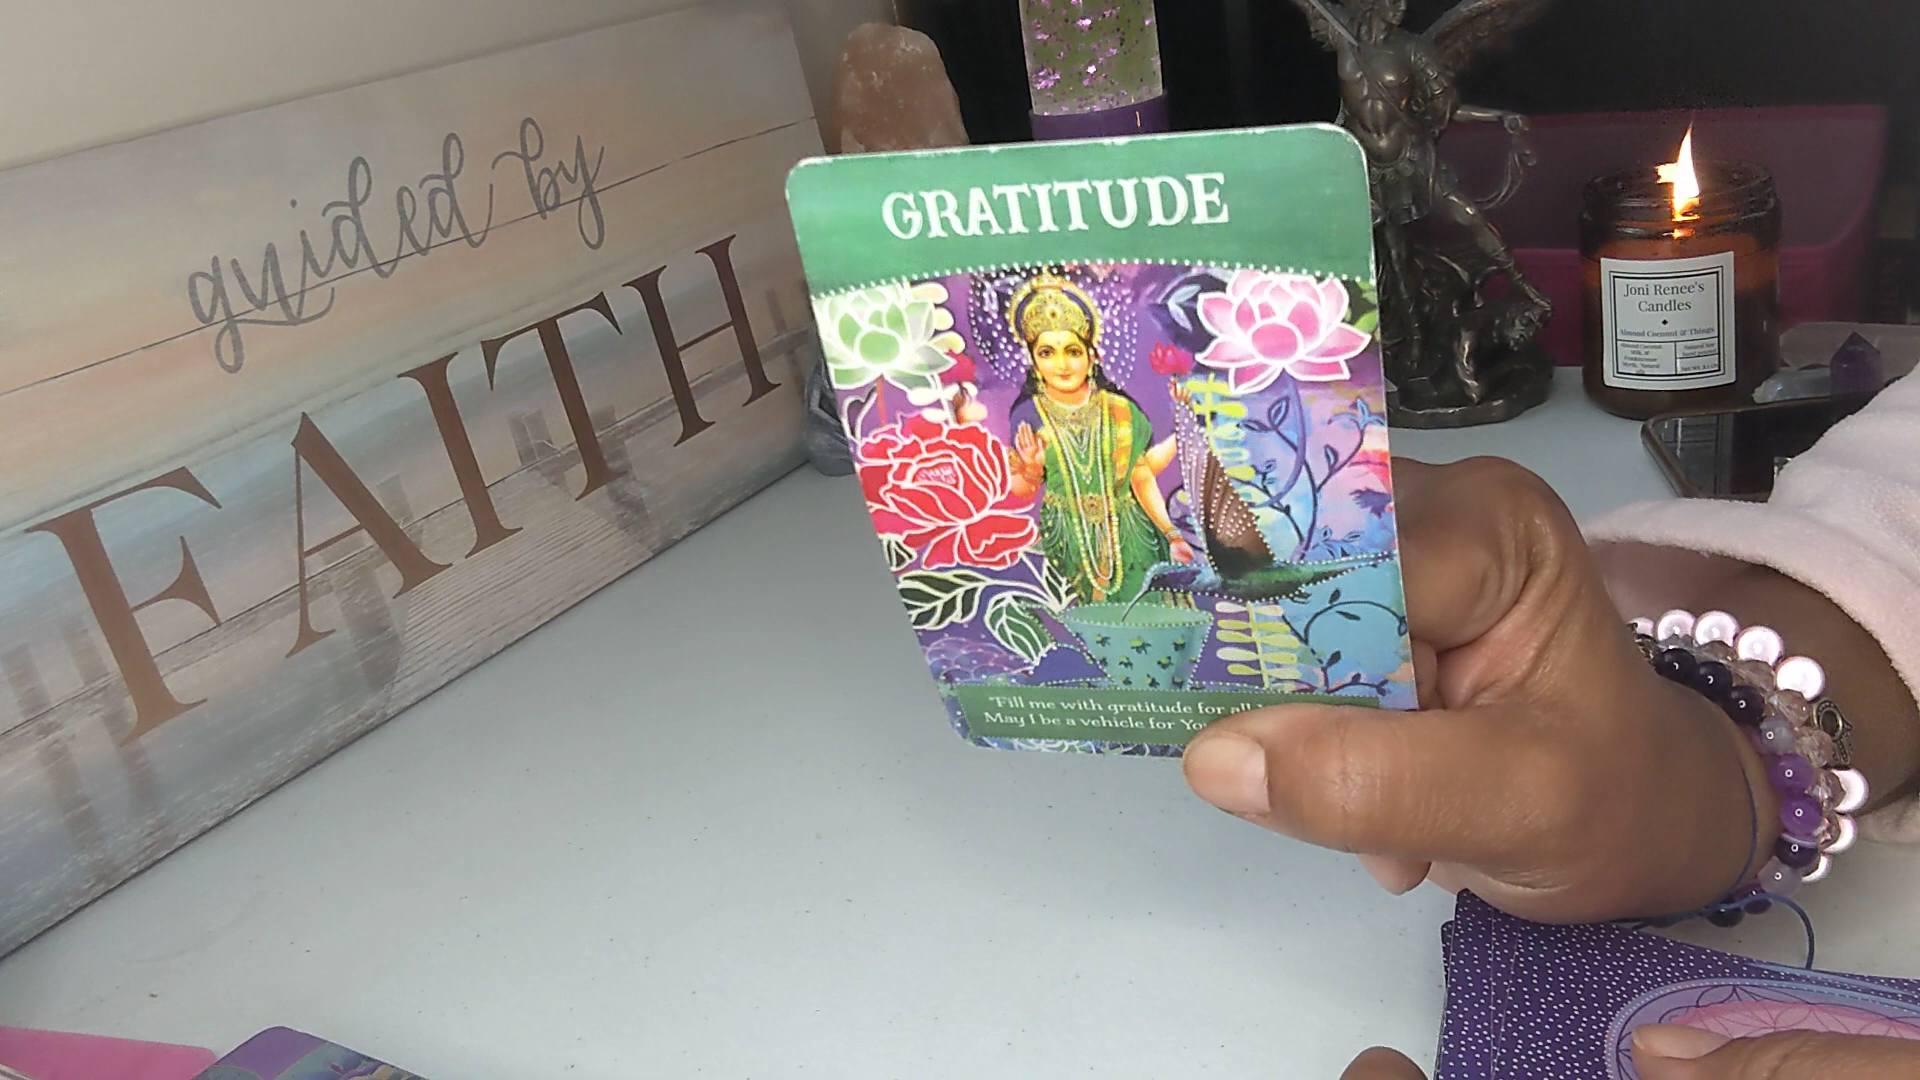 guided by
FAITH
GRATITUDE
"Fill me with gratitude for all
May I be a vehicle for
Joni Renee's
Candles
Almond Coconut & Things